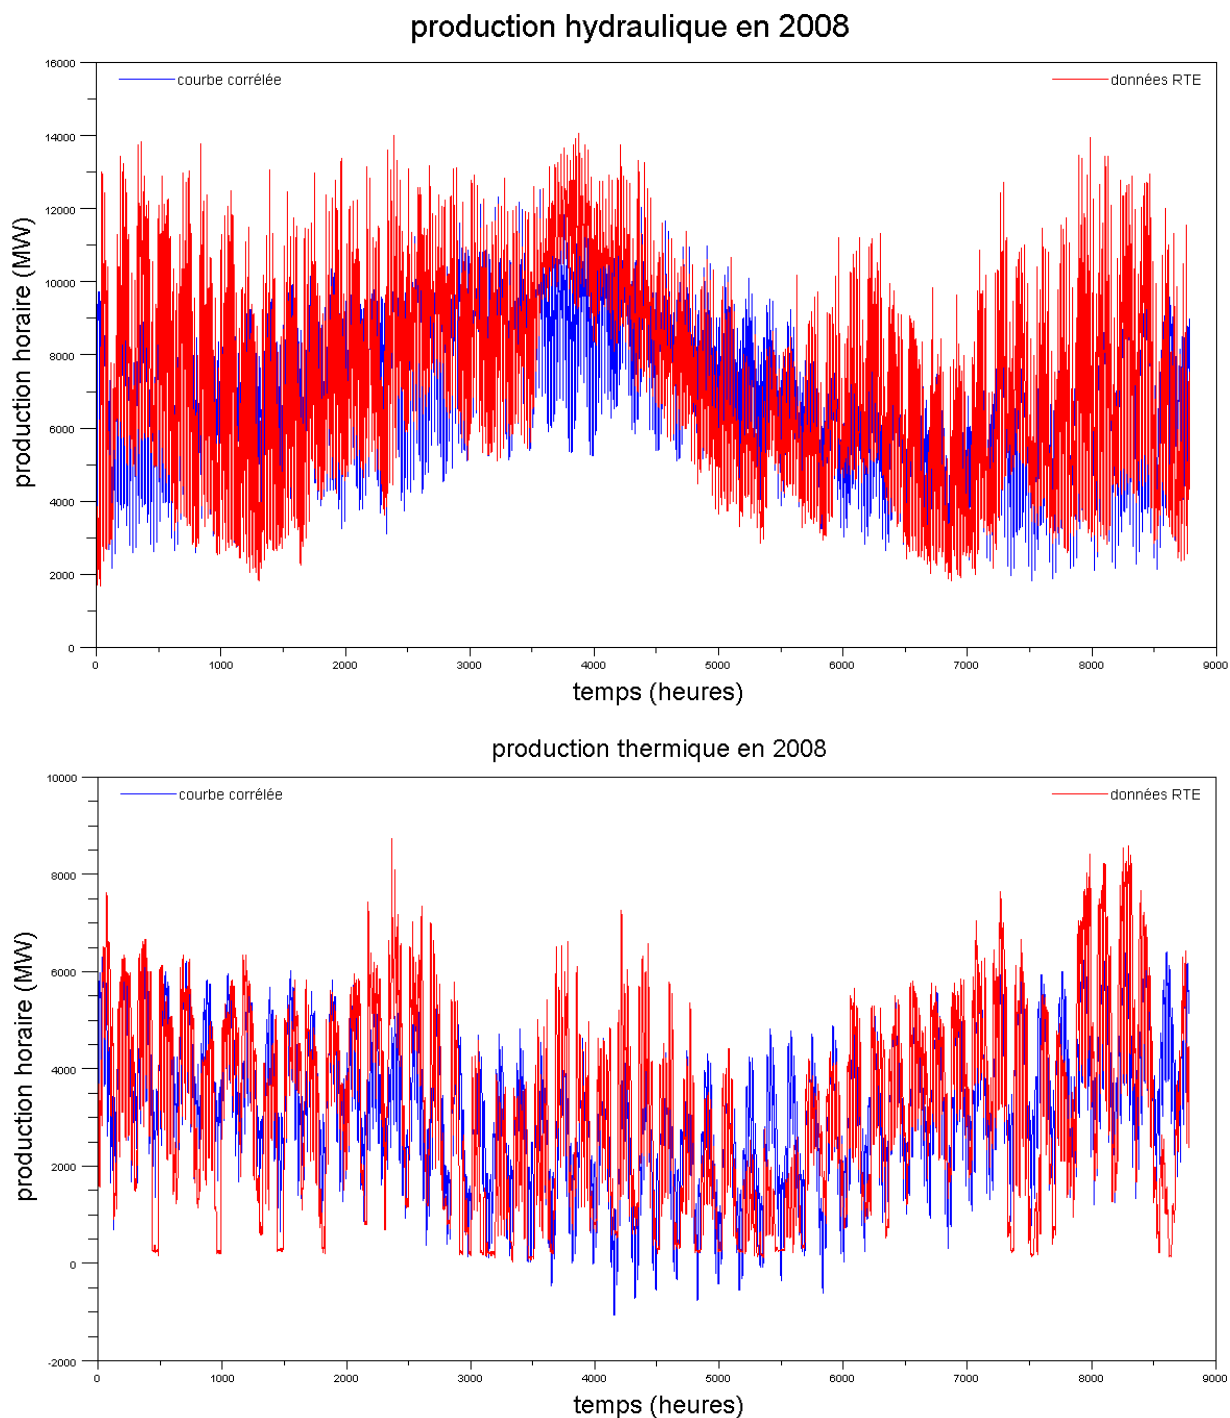 production hydraulique en 2008
courbe corrélée
données RTE
production horaire (MW)
16000
14000
12000
10000
8000
6000
4000
2000
0
0 1000 2000 3000 4000 5000 6000 7000 8000 9000
temps (heures)
production thermique en 2008
courbe corrélée
données RTE
production horaire (MW)
10000
8000
6000
4000
2000
0
-2000
0 1000 2000 3000 4000 5000 6000 7000 8000 9000
temps (heures)